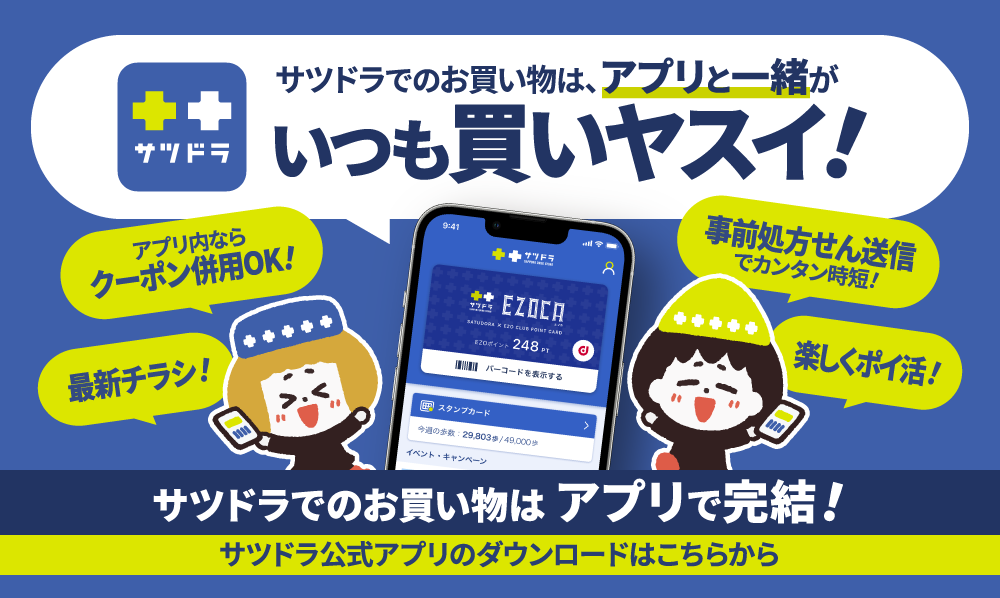 サツドラでのお買い物は、アプリと一緒が
サツドラ
いつも買いヤスイ！
アプリ内なら
クーポン併用OK！
事前処方せん送信
でカンタン時短！
最新チラシ！
楽しくポイ活！
9:41
サツドラ
サツドラ
EZOCA
SATUDORA × EZO CLUB POINT CARD
EZOポイント 248 PT
バーコードを表示する
スタンプカード
今週の歩数：29,803歩 / 49,000歩
イベント・キャンペーン
サツドラでのお買い物は アプリで完結！
サツドラ公式アプリのダウンロードはこちらから